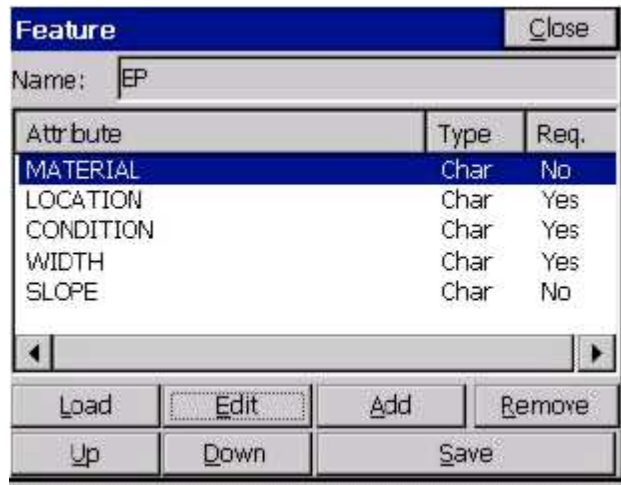 Feature Close
Name: EP
Attribute Type Req.
MATERIAL Char No
LOCATION Char Yes
CONDITION Char Yes
WIDTH Char Yes
SLOPE Char No
Load Edit Add Remove
Up Down Save